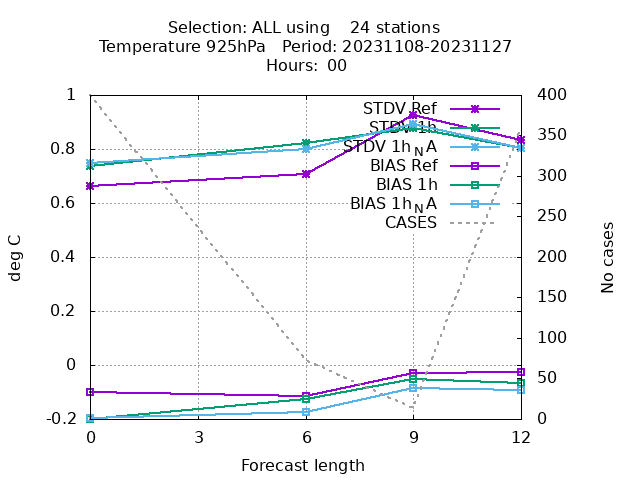 Selection: ALL using    24 stations
Temperature 925hPa   Period: 20231108-20231127
Hours:  00
1
0.8
0.6
0.4
0.2
0
-0.2
400
350
300
250
200
150
100
50
0
STDV Ref
STDV 1h
STDV 1h_NA
BIAS Ref
BIAS 1h
BIAS 1h_NA
CASES
deg C
No cases
0 3 6 9 12
Forecast length